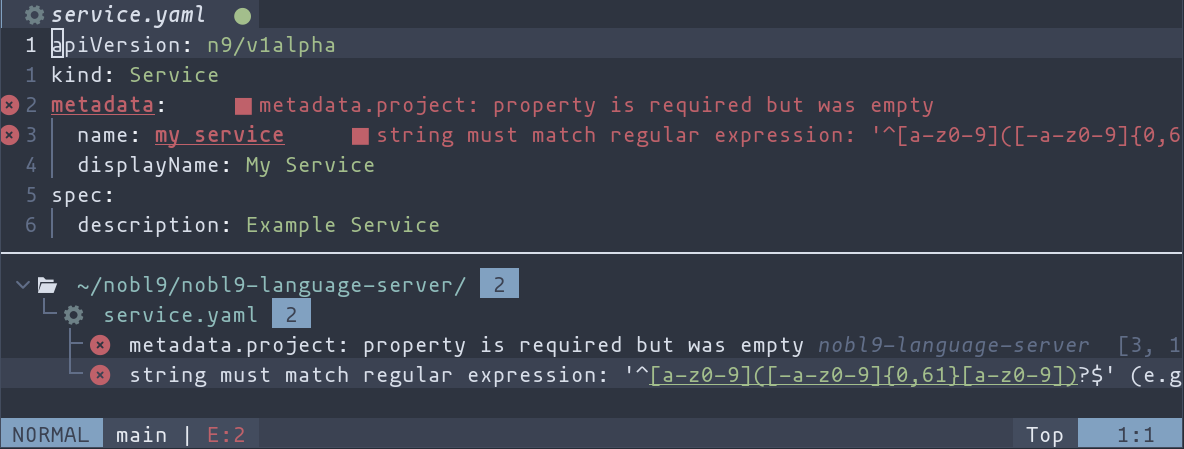 service.yaml
1 apiVersion: n9/v1alpha
1 kind: Service
2 metadata: metadata.project: property is required but was empty
3 name: my service string must match regular expression: '^[a-z0-9]([-a-z0-9]{0,6
4 displayName: My Service
5 spec:
6 description: Example Service
~/nobl9/nobl9-language-server/ 2
service.yaml 2
metadata.project: property is required but was empty nobl9-language-server [3, 1
string must match regular expression: '^[a-z0-9]([-a-z0-9]{0,61}[a-z0-9])?$' (e.g
NORMAL main | E:2 Top 1:1